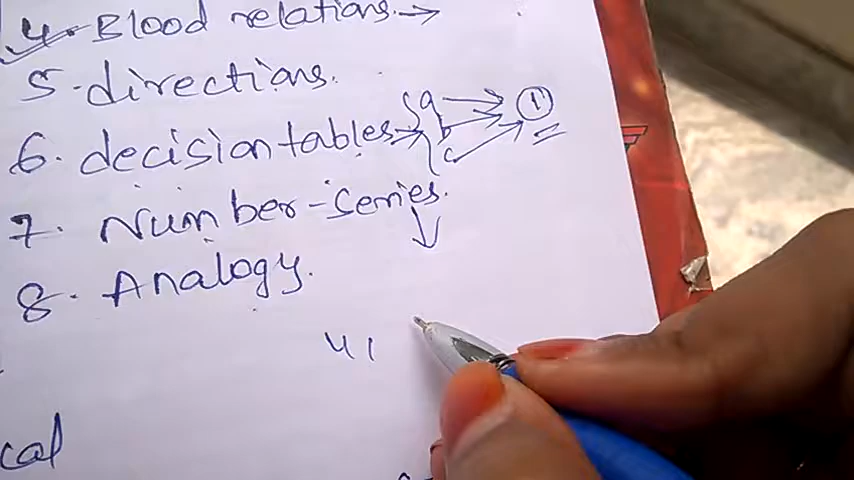 4. Blood relations. →
5. directions.
6. decision tables → { a b c → 1
7. Number-Series.
8. Analogy.
41
cal